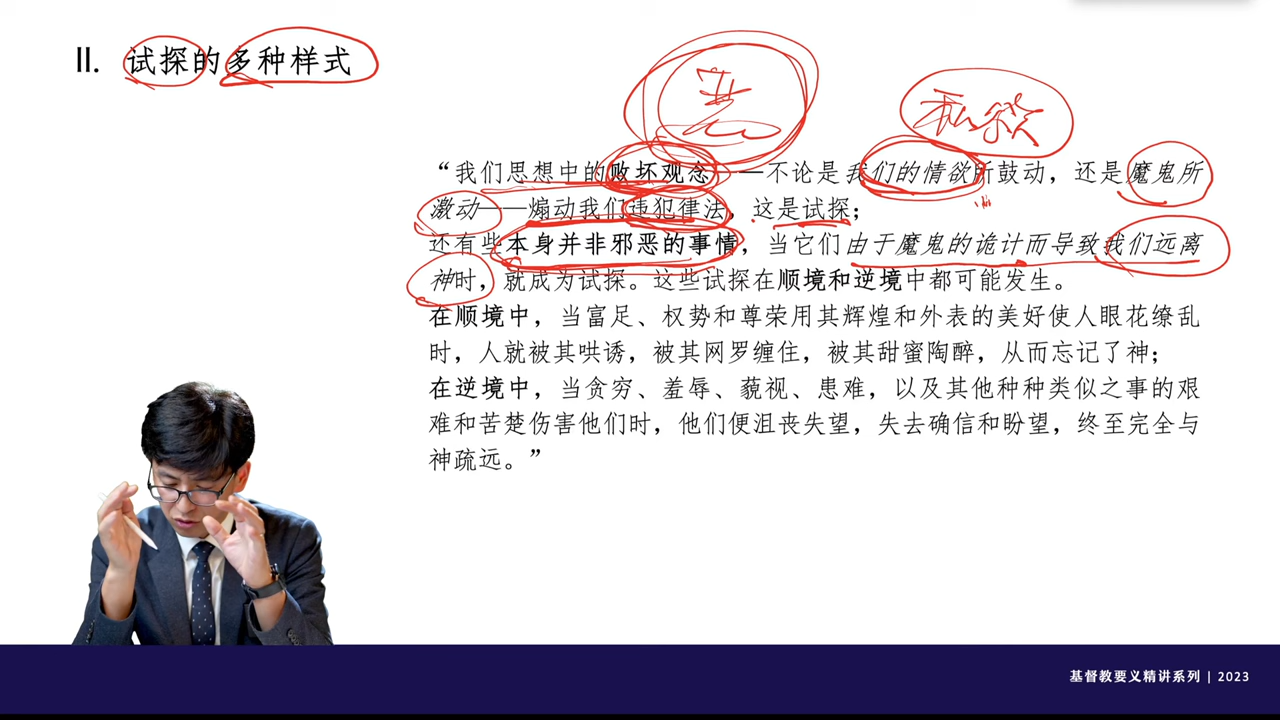 II. 试探的多种样式
私欲
“我们思想中的败坏观念——不论是我们的情欲所鼓动，还是魔鬼所
激动——煽动我们违犯律法，这是试探；
还有些本身并非邪恶的事情，当它们由于魔鬼的诡计而导致我们远离
神时，就成为试探。这些试探在顺境和逆境中都可能发生。
在顺境中，当富足、权势和尊荣用其辉煌和外表的美好使人眼花缭乱
时，人就被其哄诱，被其网罗缠住，被其甜蜜陶醉，从而忘记了神；
在逆境中，当贪穷、羞辱、藐视、患难，以及其他种种类似之事的艰
难和苦楚伤害他们时，他们便沮丧失望，失去确信和盼望，终至完全与
神疏远。”
基督教要义精讲系列 | 2023